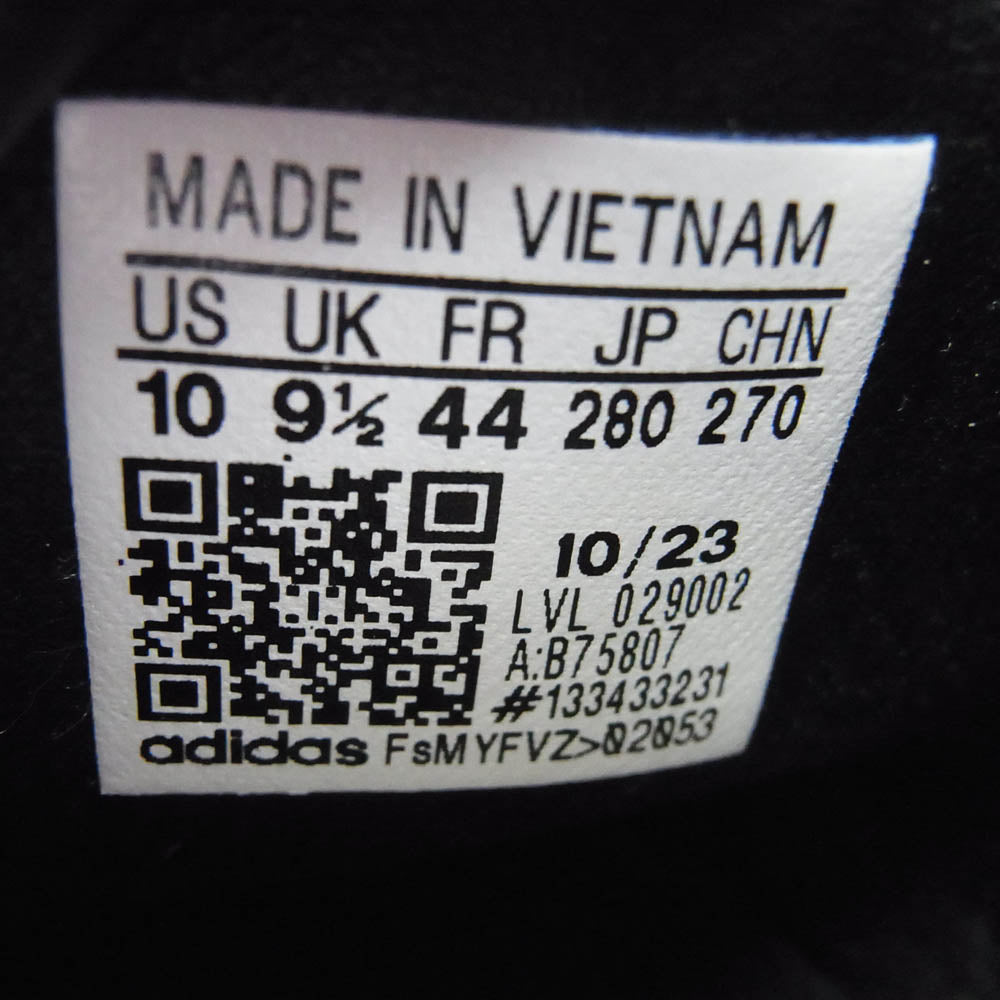 MADE IN VIETNAM
US UK FR JP CHN
10 9½ 44 280 270
10/23
LVL 029002
A:B75807
#133433231
adidas FsMYFVZ>02053